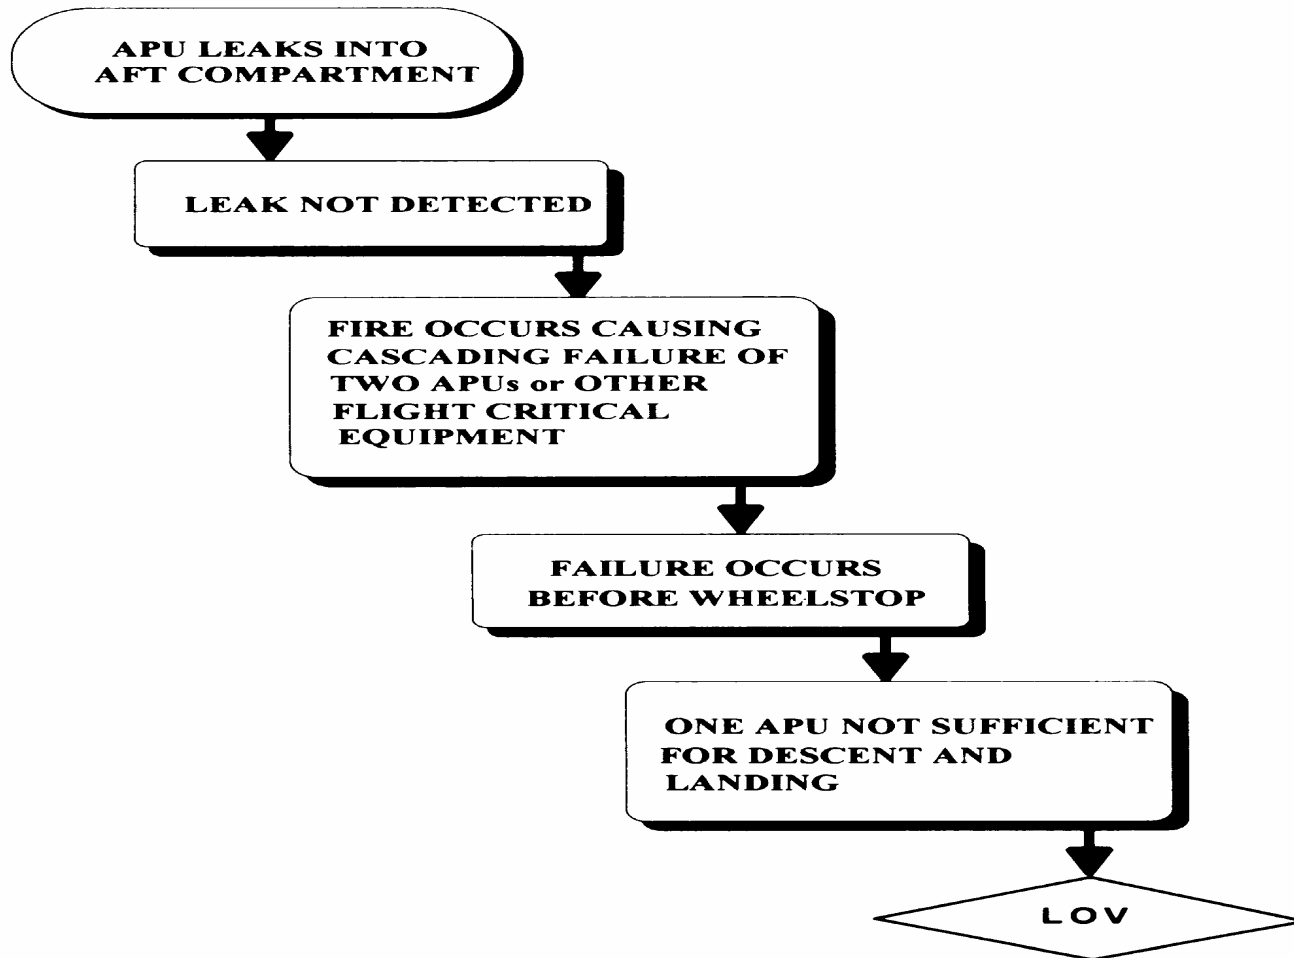 APU LEAKS INTO
AFT COMPARTMENT
LEAK NOT DETECTED
FIRE OCCURS CAUSING
CASCADING FAILURE OF
TWO APUs or OTHER
FLIGHT CRITICAL
EQUIPMENT
FAILURE OCCURS
BEFORE WHEELSTOP
ONE APU NOT SUFFICIENT
FOR DESCENT AND
LANDING
LOV